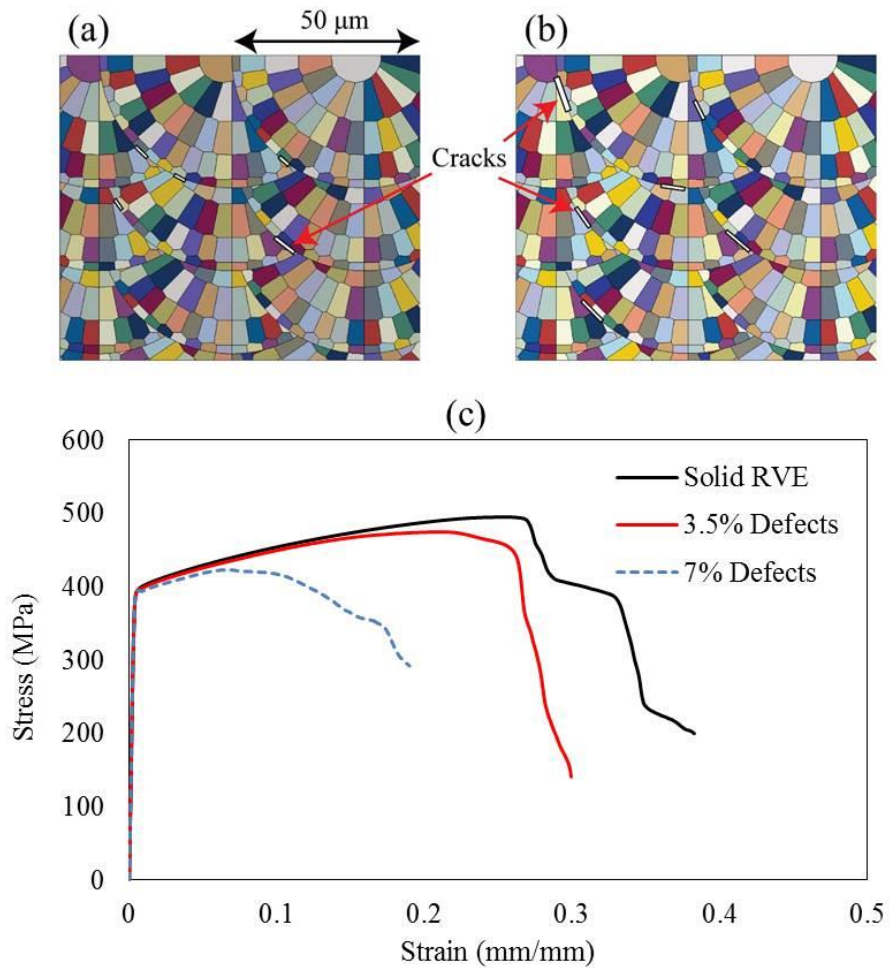 (a)
50 μm
(b)
Cracks
(c)
600
500
400
300
200
100
0
Stress (MPa)
Solid RVE
3.5% Defects
7% Defects
0
0.1
0.2
0.3
0.4
0.5
Strain (mm/mm)